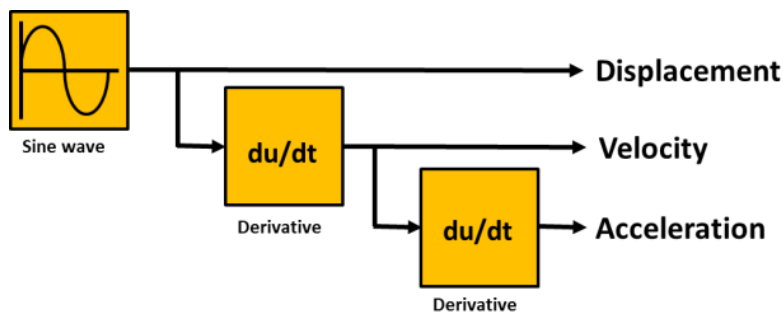 Displacement
Sine wave
du/dt
Velocity
Derivative
du/dt
Acceleration
Derivative